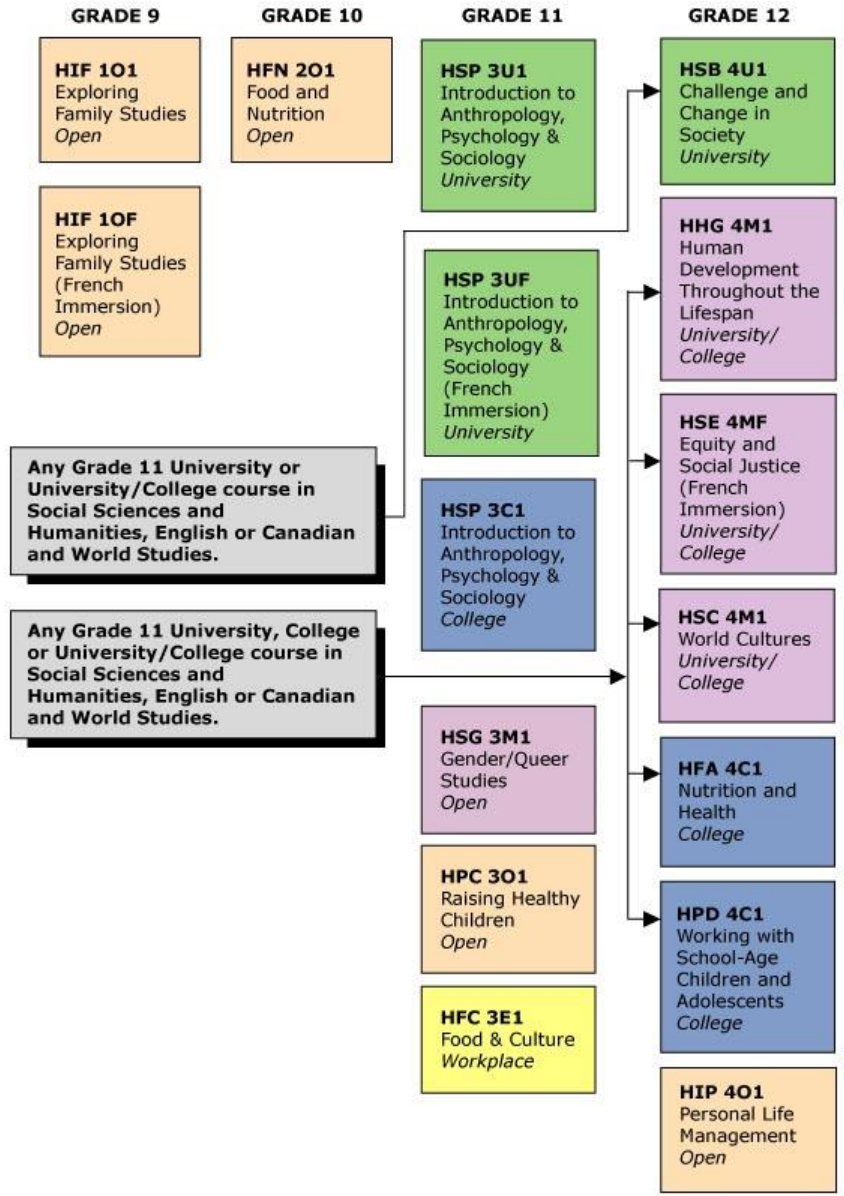 GRADE 9
GRADE 10
GRADE 11
GRADE 12
HIF 1O1
Exploring
Family Studies
Open
HIF 1OF
Exploring
Family Studies
(French
Immersion)
Open
HFN 2O1
Food and
Nutrition
Open
Any Grade 11 University or
University/College course in
Social Sciences and
Humanities, English or Canadian
and World Studies.
Any Grade 11 University, College
or University/College course in
Social Sciences and
Humanities, English or Canadian
and World Studies.
HSP 3U1
Introduction to
Anthropology,
Psychology &
Sociology
University
HSP 3UF
Introduction to
Anthropology,
Psychology &
Sociology
(French
Immersion)
University
HSP 3C1
Introduction to
Anthropology,
Psychology &
Sociology
College
HSG 3M1
Gender/Queer
Studies
Open
HPC 3O1
Raising Healthy
Children
Open
HFC 3E1
Food & Culture
Workplace
HSB 4U1
Challenge and
Change in
Society
University
HHG 4M1
Human
Development
Throughout the
Lifespan
University/
College
HSE 4MF
Equity and
Social Justice
(French
Immersion)
University/
College
HSC 4M1
World Cultures
University/
College
HFA 4C1
Nutrition and
Health
College
HPD 4C1
Working with
School-Age
Children and
Adolescents
College
HIP 4O1
Personal Life
Management
Open